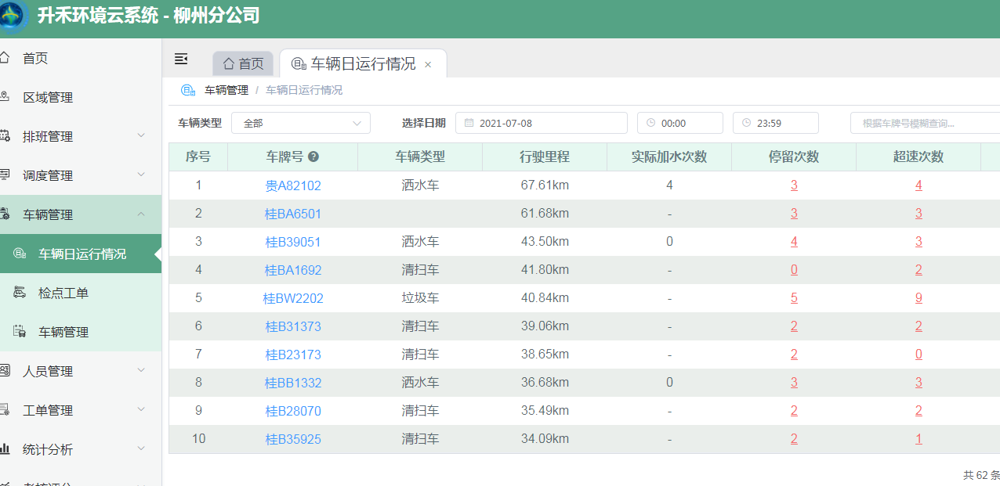 升禾环境云系统 - 柳州分公司
首页
区域管理
排班管理
调度管理
车辆管理
车辆日运行情况
检点工单
车辆管理
人员管理
工单管理
统计分析
考核评分
首页 车辆日运行情况 ×
车辆管理 / 车辆日运行情况
车辆类型 全部 选择日期 2021-07-08 00:00 23:59 根据车牌号模糊查询...
序号 车牌号 车辆类型 行驶里程 实际加水次数 停留次数 超速次数
1 贵A82102 洒水车 67.61km 4 3 4
2 桂BA6501 61.68km - 3 3
3 桂B39051 洒水车 43.50km 0 4 3
4 桂BA1692 清扫车 41.80km - 0 2
5 桂BW2202 垃圾车 40.84km - 5 9
6 桂B31373 清扫车 39.06km - 2 2
7 桂B23173 清扫车 38.65km - 2 0
8 桂BB1332 洒水车 36.68km 0 3 3
9 桂B28070 清扫车 35.49km - 2 2
10 桂B35925 清扫车 34.09km - 2 1
共 62 条